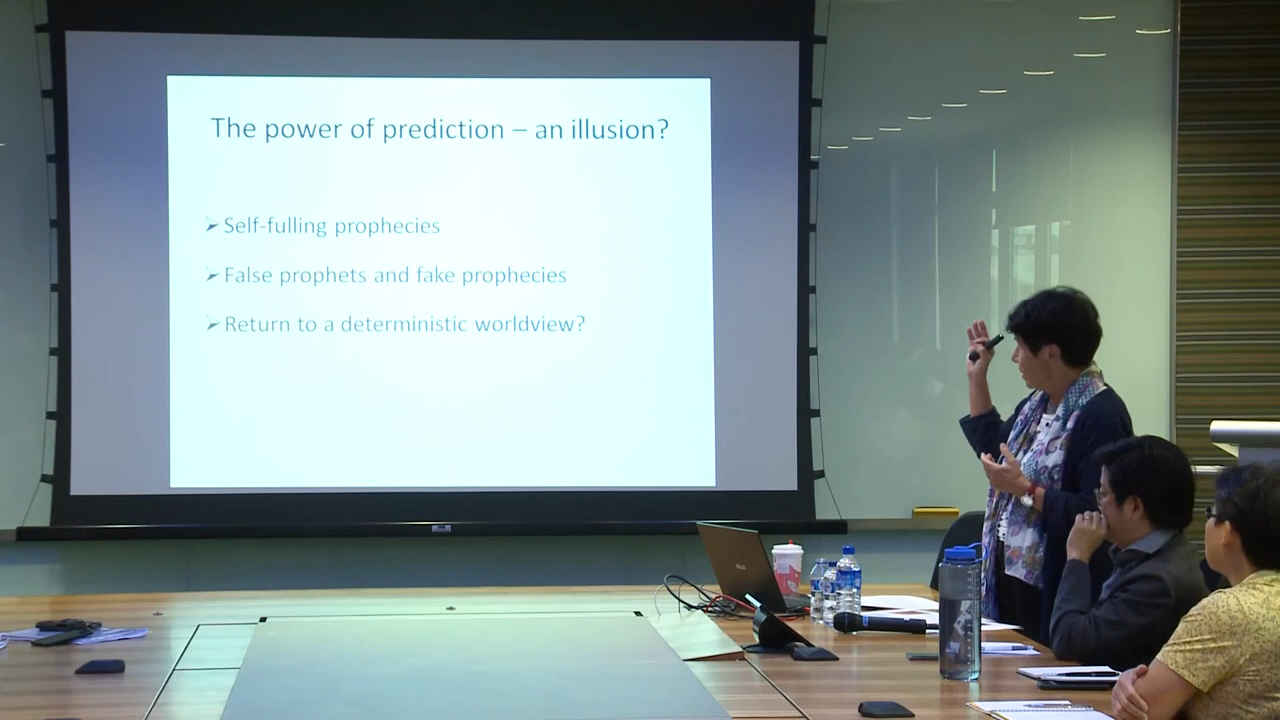 The power of prediction – an illusion?
➢ Self-fulling prophecies
➢ False prophets and fake prophecies
➢ Return to a deterministic worldview?